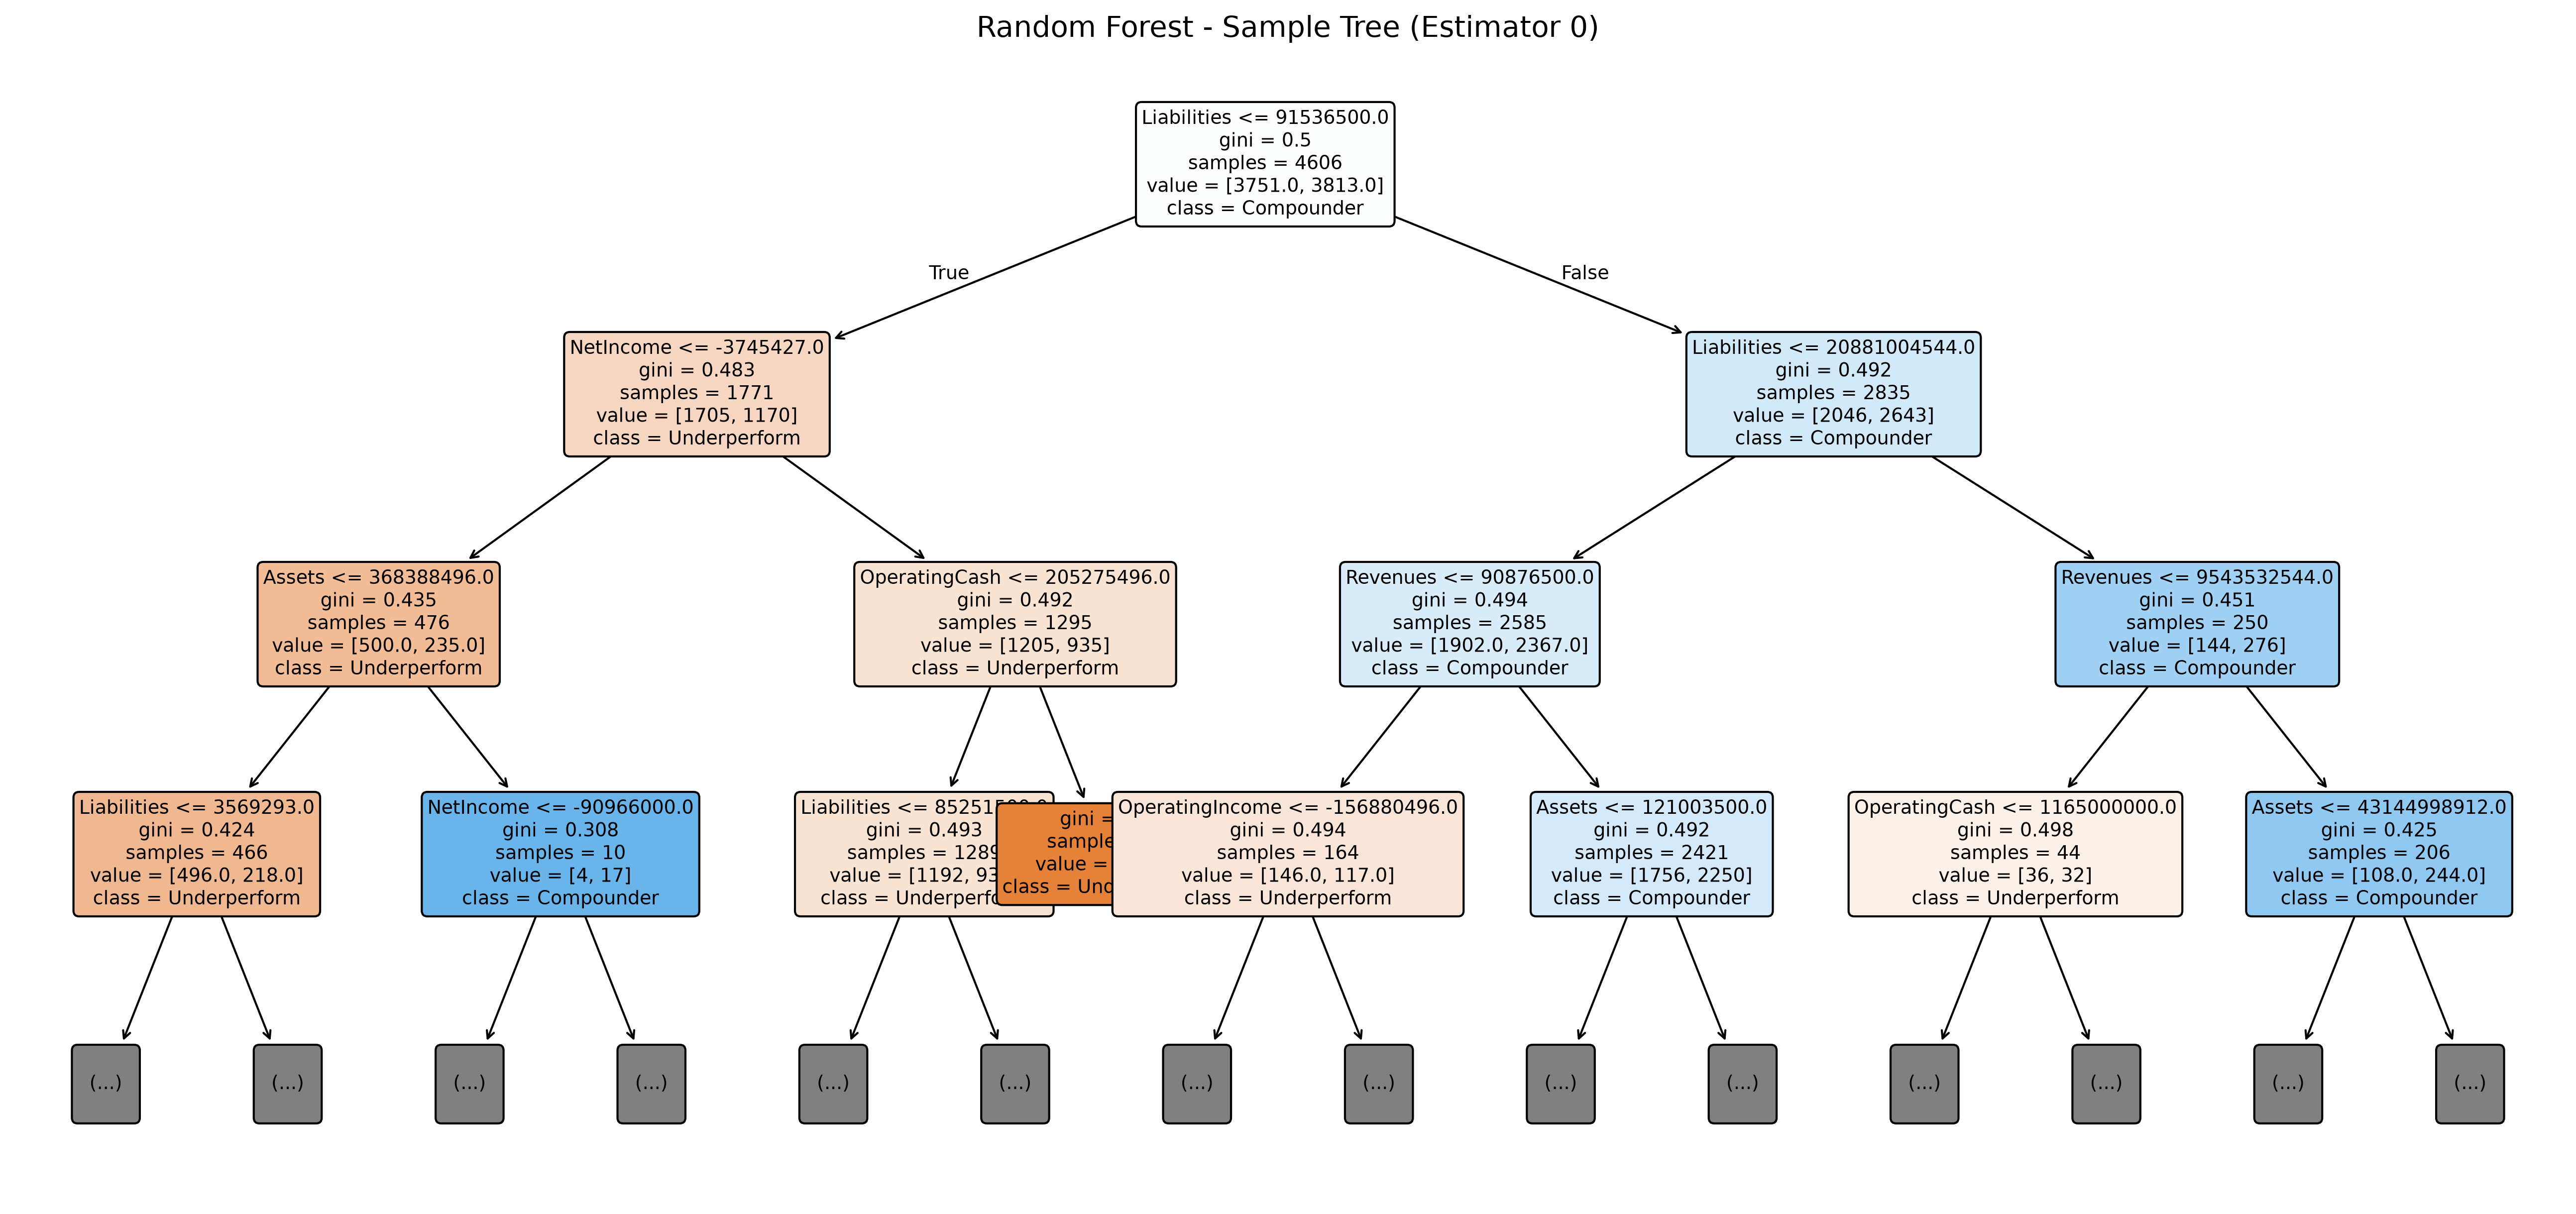 Random Forest - Sample Tree (Estimator 0)
Liabilities <= 91536500.0
gini = 0.5
samples = 4606
value = [3751.0, 3813.0]
class = Compounder
True
False
NetIncome <= -3745427.0
gini = 0.483
samples = 1771
value = [1705, 1170]
class = Underperform
Liabilities <= 20881004544.0
gini = 0.492
samples = 2835
value = [2046, 2643]
class = Compounder
Assets <= 368388496.0
gini = 0.435
samples = 476
value = [500.0, 235.0]
class = Underperform
OperatingCash <= 205275496.0
gini = 0.492
samples = 1295
value = [1205, 935]
class = Underperform
Revenues <= 90876500.0
gini = 0.494
samples = 2585
value = [1902.0, 2367.0]
class = Compounder
Revenues <= 9543532544.0
gini = 0.451
samples = 250
value = [144, 276]
class = Compounder
Liabilities <= 3569293.0
gini = 0.424
samples = 466
value = [496.0, 218.0]
class = Underperform
NetIncome <= -90966000.0
gini = 0.308
samples = 10
value = [4, 17]
class = Compounder
Liabilities <=
gini = 0.493
samples = 1289
value = [1192,
class =
gini =
value =
class =
OperatingIncome <= -156880496.0
gini = 0.494
samples = 164
value = [146.0, 117.0]
class = Underperform
Assets <= 121003500.0
gini = 0.492
samples = 2421
value = [1756, 2250]
class = Compounder
OperatingCash <= 1165000000.0
gini = 0.498
samples = 44
value = [36, 32]
class = Underperform
Assets <= 43144998912.0
gini = 0.425
samples = 206
value = [108.0, 244.0]
class = Compounder
(...)
(...)
(...)
(...)
(...)
(...)
(...)
(...)
(...)
(...)
(...)
(...)
(...)
(...)